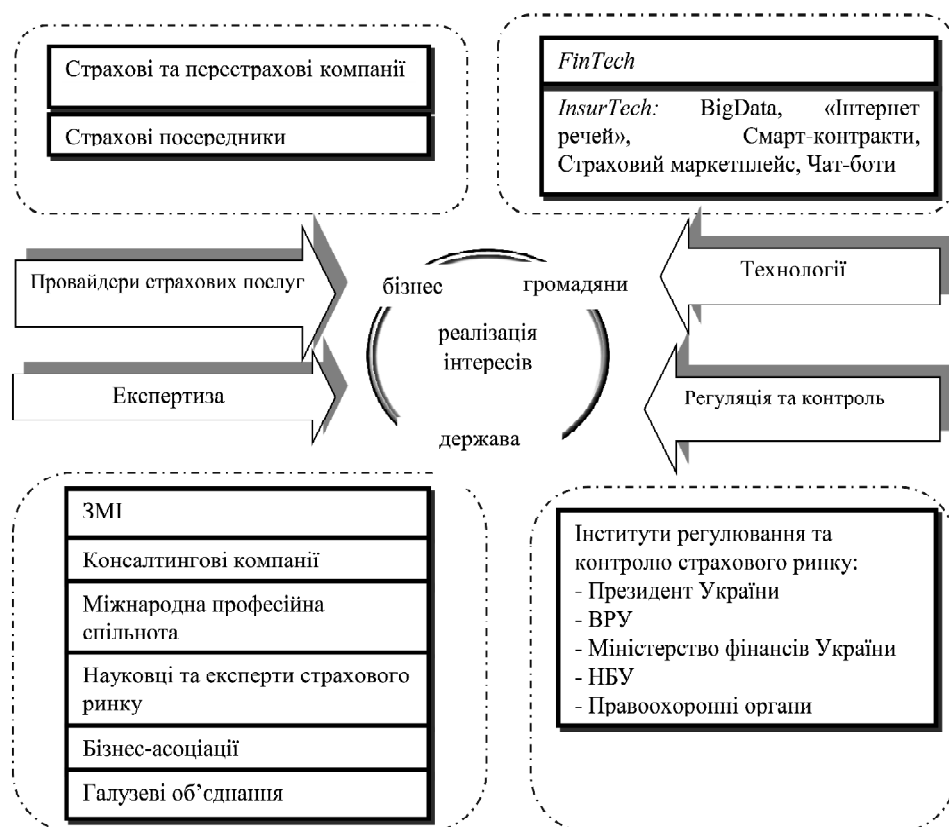 Страхові та перестрахові компанії
Страхові посередники
FinTech
InsurTech: BigData, «Інтернет
речей», Смарт-контракти,
Страховий маркетплейс, Чат-боти
Провайдери страхових послуг
бізнес
громадяни
Технології
реалізація
інтересів
Експертиза
Регуляція та контроль
держава
ЗМІ
Консалтингові компанії
Міжнародна професійна
спільнота
Науковці та експерти страхового
ринку
Бізнес-асоціації
Галузеві об’єднання
Інститути регулювання та
контролю страхового ринку:
- Президент України
- ВРУ
- Міністерство фінансів України
- НБУ
- Правоохоронні органи